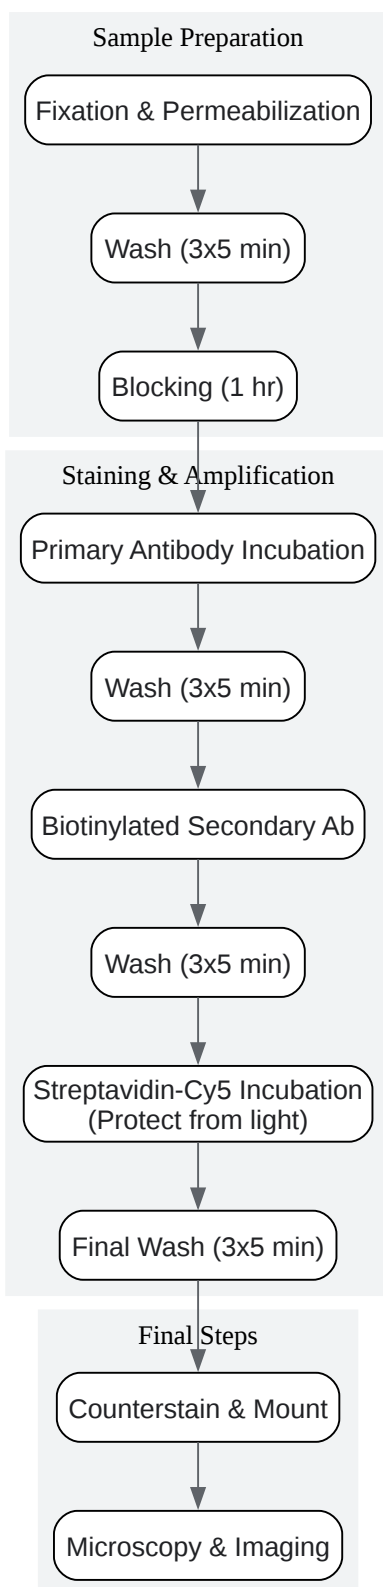 Sample Preparation
Fixation & Permeabilization
Wash (3x5 min)
Blocking (1 hr)
Staining & Amplification
Primary Antibody Incubation
Wash (3x5 min)
Biotinylated Secondary Ab
Wash (3x5 min)
Streptavidin-Cy5 Incubation
(Protect from light)
Final Wash (3x5 min)
Final Steps
Counterstain & Mount
Microscopy & Imaging